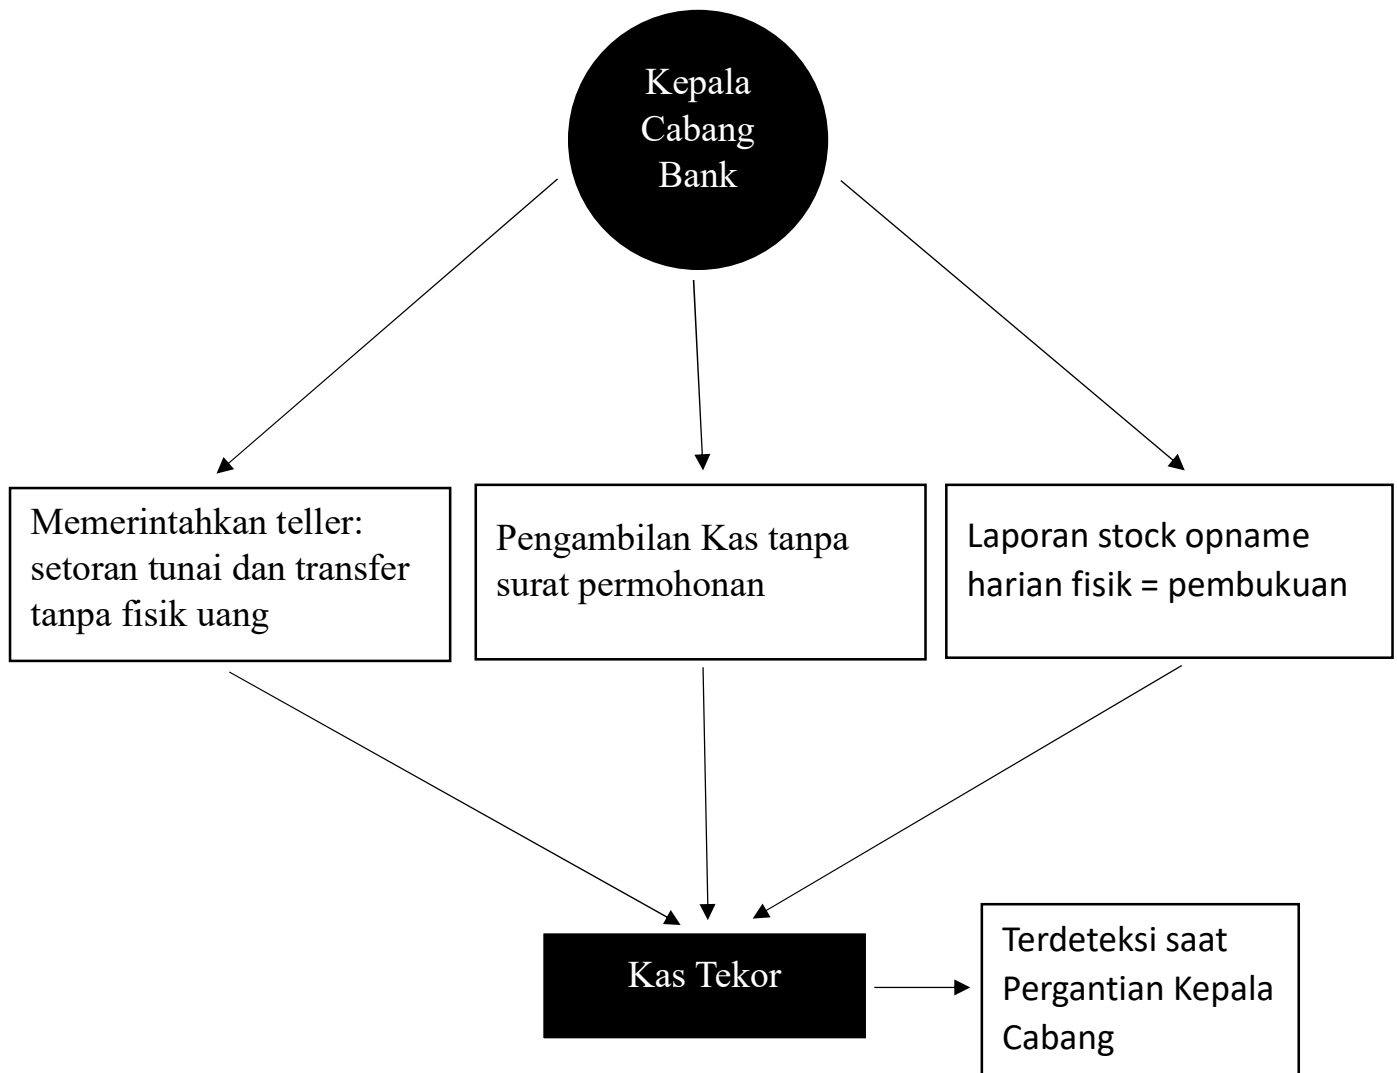 Kepala
Cabang
Bank
Memerintahkan teller:
setoran tunai dan transfer
tanpa fisik uang
Pengambilan Kas tanpa
surat permohonan
Laporan stock opname
harian fisik = pembukuan
Kas Tekor
Terdeteksi saat
Pergantian Kepala
Cabang